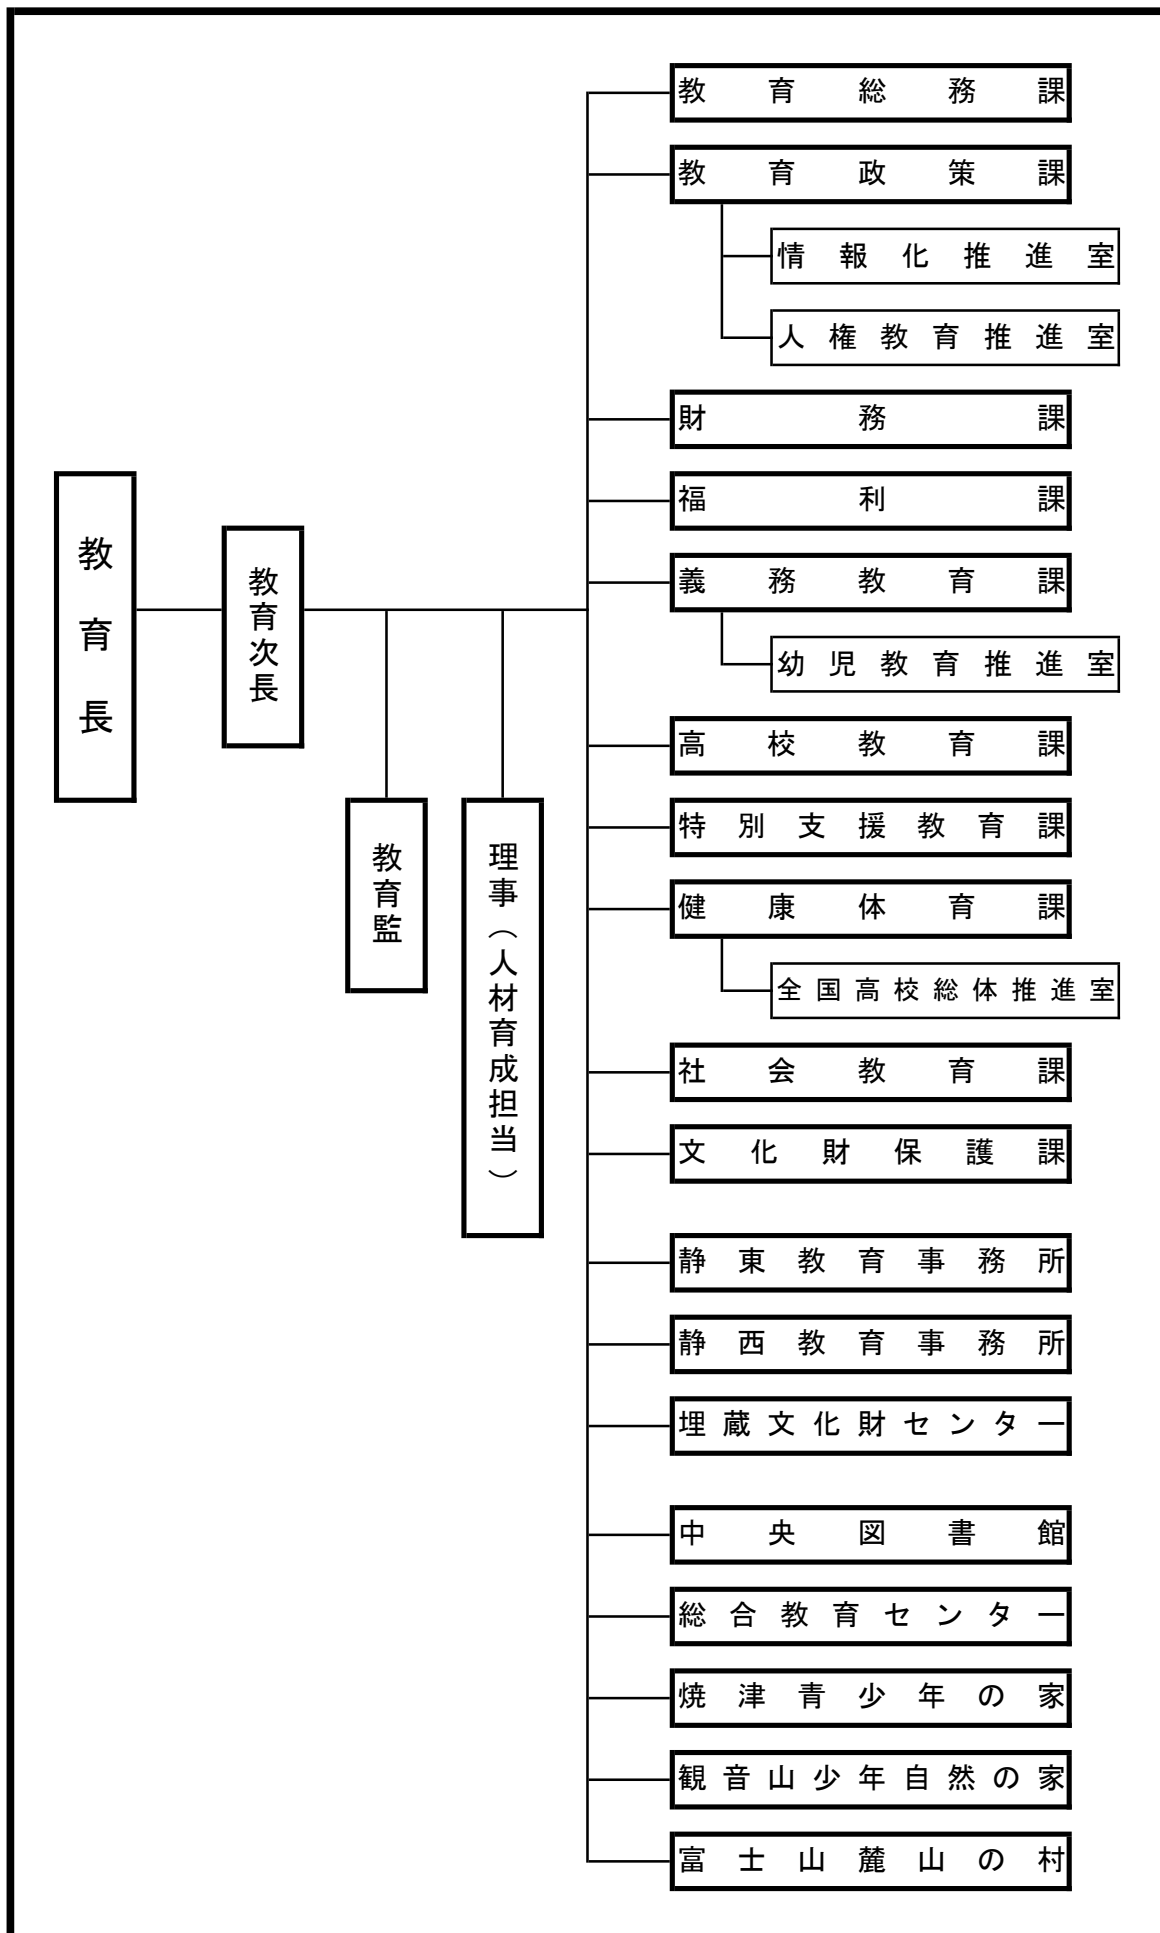 教育長
教育次長
教育監
理事（人材育成担当）
教育総務課
教育政策課
情報化推進室
人権教育推進室
財務課
福利課
義務教育課
幼児教育推進室
高校教育課
特別支援教育課
健康体育課
全国高校総体推進室
社会教育課
文化財保護課
静東教育事務所
静西教育事務所
埋蔵文化財センター
中央図書館
総合教育センター
焼津青少年の家
観音山少年自然の家
富士山麓山の村